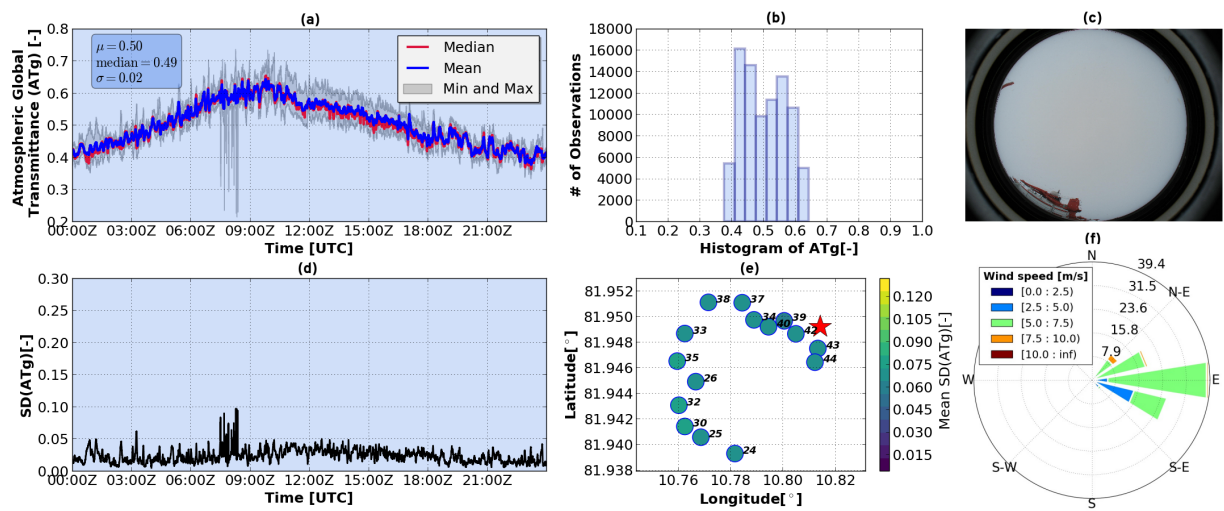 (a)
Atmospheric Global
Transmittance (ATg) [-]
0.8
0.7
0.6
0.5
0.4
0.3
0.2
μ = 0.50
median = 0.49
σ = 0.02
Median
Mean
Min and Max
00:00Z 03:00Z 06:00Z 09:00Z 12:00Z 15:00Z 18:00Z 21:00Z
Time [UTC]
(b)
# of Observations
18000
16000
14000
12000
10000
8000
6000
4000
2000
0
0.1 0.2 0.3 0.4 0.5 0.6 0.7 0.8 0.9 1.0
Histogram of ATg[-]
(c)
(d)
SD(ATg)[-]
0.30
0.25
0.20
0.15
0.10
0.05
0.00
00:00Z 03:00Z 06:00Z 09:00Z 12:00Z 15:00Z 18:00Z 21:00Z
Time [UTC]
(e)
Latitude[°]
81.952
81.950
81.948
81.946
81.944
81.942
81.940
81.938
38
37
34
39
40
42
33
43
44
35
26
32
30
25
24
10.76 10.78 10.80 10.82
Longitude[°]
0.120
0.105
0.090
0.075
0.060
0.045
0.030
0.015
Mean SD(ATg)[-]
(f)
N
39.4
31.5
N-E
23.6
15.8
7.9
Wind speed [m/s]
[0.0 : 2.5)
[2.5 : 5.0)
[5.0 : 7.5)
[7.5 : 10.0)
[10.0 : inf)
W
E
S-W
S-E
S